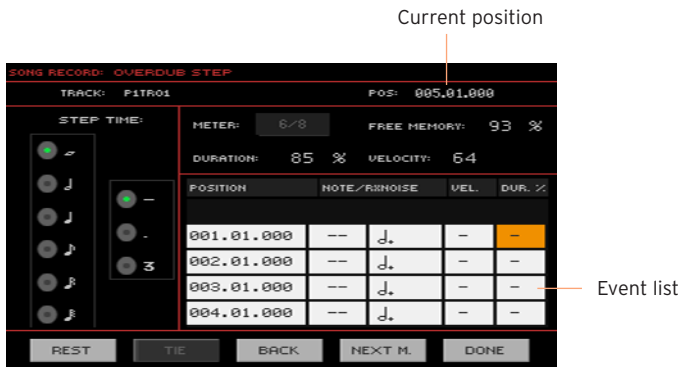 Current position
SONG RECORD: OVERDUB STEP
TRACK: P1TR01 POS: 005.01.000
STEP TIME:
METER: 6/8 FREE MEMORY: 93 %
DURATION: 85 % VELOCITY: 64
POSITION NOTE/RXNOISE VEL. DUR. %
001.01.000 -- - -
002.01.000 -- - -
003.01.000 -- - -
004.01.000 -- - -
- 
.
3
Event list
REST TIE BACK NEXT M. DONE